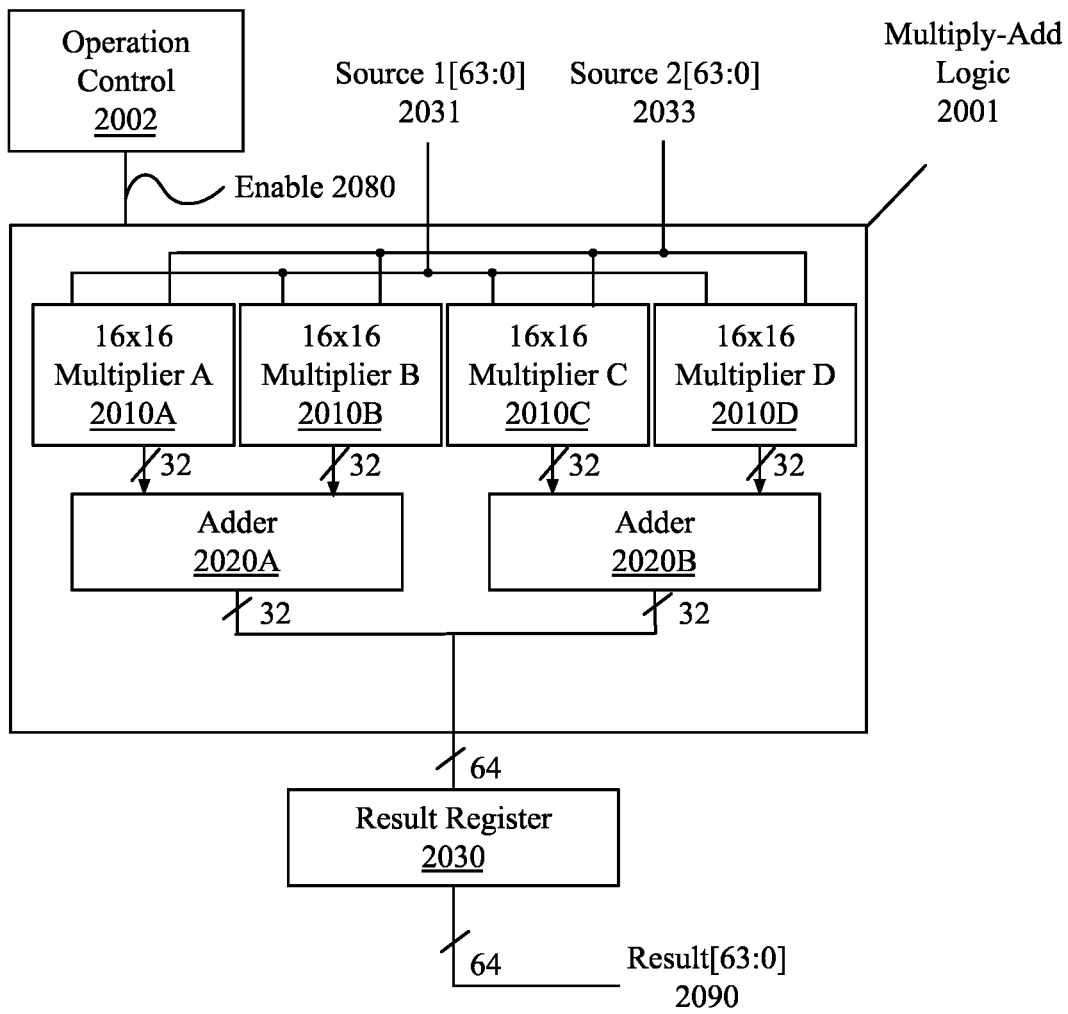 Operation
Control
2002
Source 1[63:0]
2031
Source 2[63:0]
2033
Multiply-Add
Logic
2001
Enable 2080
16x16
Multiplier A
2010A
16x16
Multiplier B
2010B
16x16
Multiplier C
2010C
16x16
Multiplier D
2010D
32
32
32
32
Adder
2020A
Adder
2020B
32
32
64
Result Register
2030
64
Result[63:0]
2090